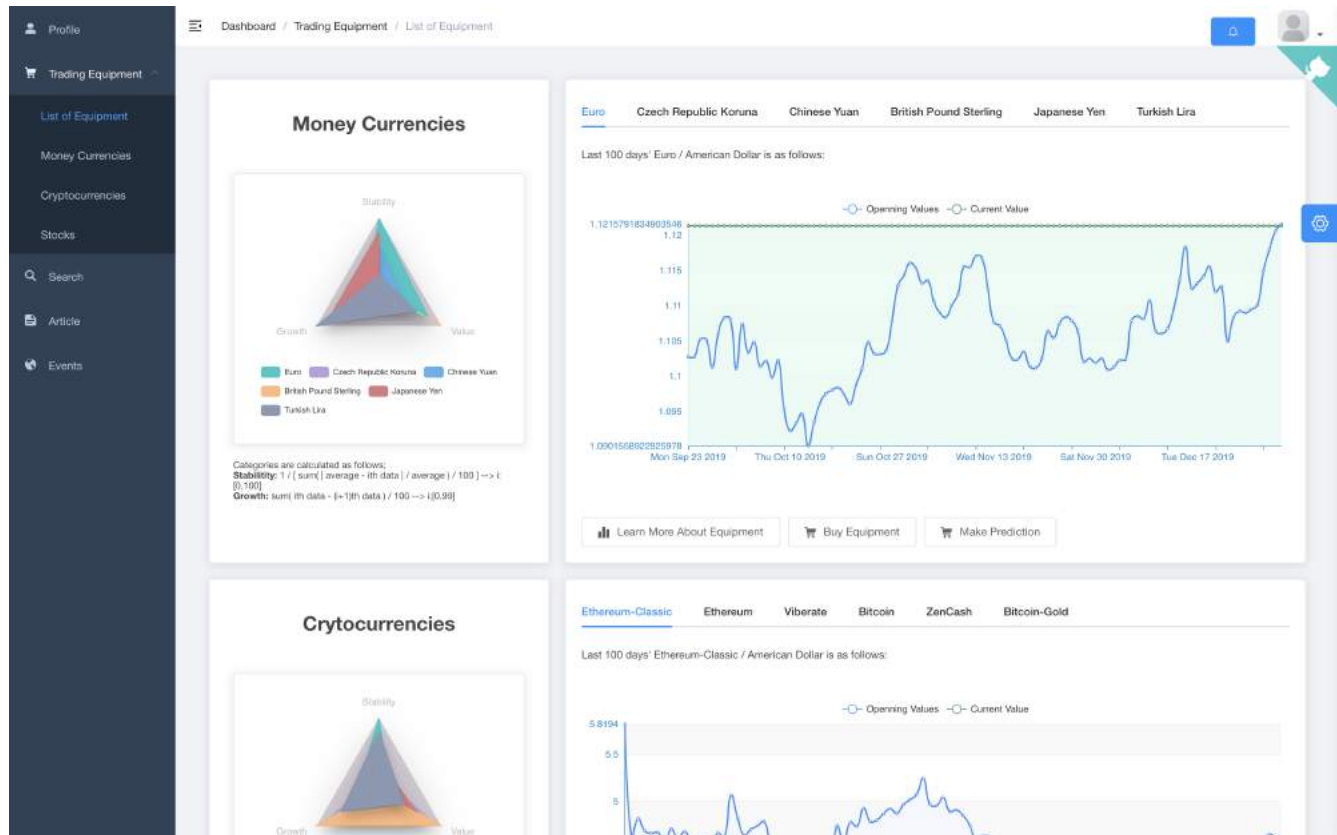 Profile
Dashboard / Trading Equipment / List of Equipment
Trading Equipment
List of Equipment
Money Currencies
Cryptocurrencies
Stocks
Search
Article
Events
Money Currencies
Stability
Growth
Value
Euro Czech Republic Koruna Chinese Yuan
British Pound Sterling Japanese Yen
Turkish Lira
Categories are calculated as follows;
Stabilitity: 1 / [ sum( | average - ith data | / average ) / 100 ] --> i:
[0,100]
Growth: sum( ith data - (i+1)th data ) / 100 --> i:[0,99]
Euro Czech Republic Koruna Chinese Yuan British Pound Sterling Japanese Yen Turkish Lira
Last 100 days' Euro / American Dollar is as follows:
Openning Values Current Value
1.1215791834903546
1.12
1.115
1.11
1.105
1.1
1.095
1.0901568922825978
Mon Sep 23 2019 Thu Oct 10 2019 Sun Oct 27 2019 Wed Nov 13 2019 Sat Nov 30 2019 Tue Dec 17 2019
Learn More About Equipment Buy Equipment Make Prediction
Crytocurrencies
Stability
Growth
Value
Ethereum-Classic Ethereum Viberate Bitcoin ZenCash Bitcoin-Gold
Last 100 days' Ethereum-Classic / American Dollar is as follows:
Openning Values Current Value
5.8194
5.5
5